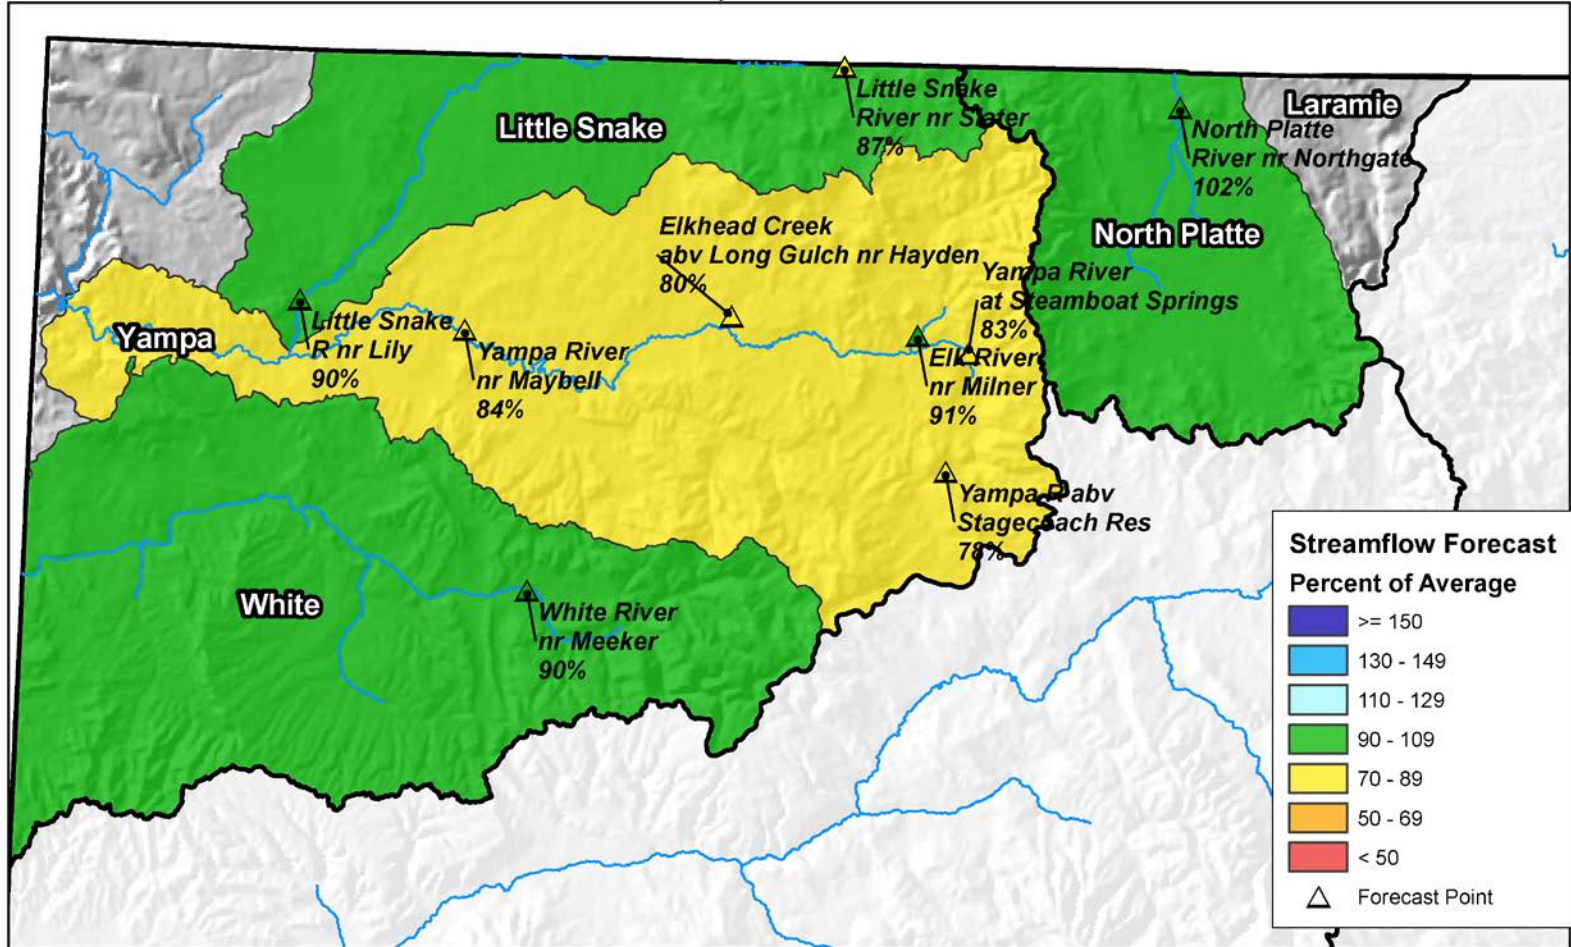 Little Snake
River nr Slater
87%
Laramie
Little Snake
North Platte
River nr Northgate
102%
North Platte
Elkhead Creek
abv Long Gulch nr Hayden
80%
Yampa River
at Steamboat Springs
83%
Yampa
Little Snake
R nr Lily
90%
Yampa River
nr Maybell
84%
Elk River
nr Milner
91%
Yampa R abv
Stagecoach Res
78%
White
White River
nr Meeker
90%
Streamflow Forecast
Percent of Average
>= 150
130 - 149
110 - 129
90 - 109
70 - 89
50 - 69
< 50
Forecast Point